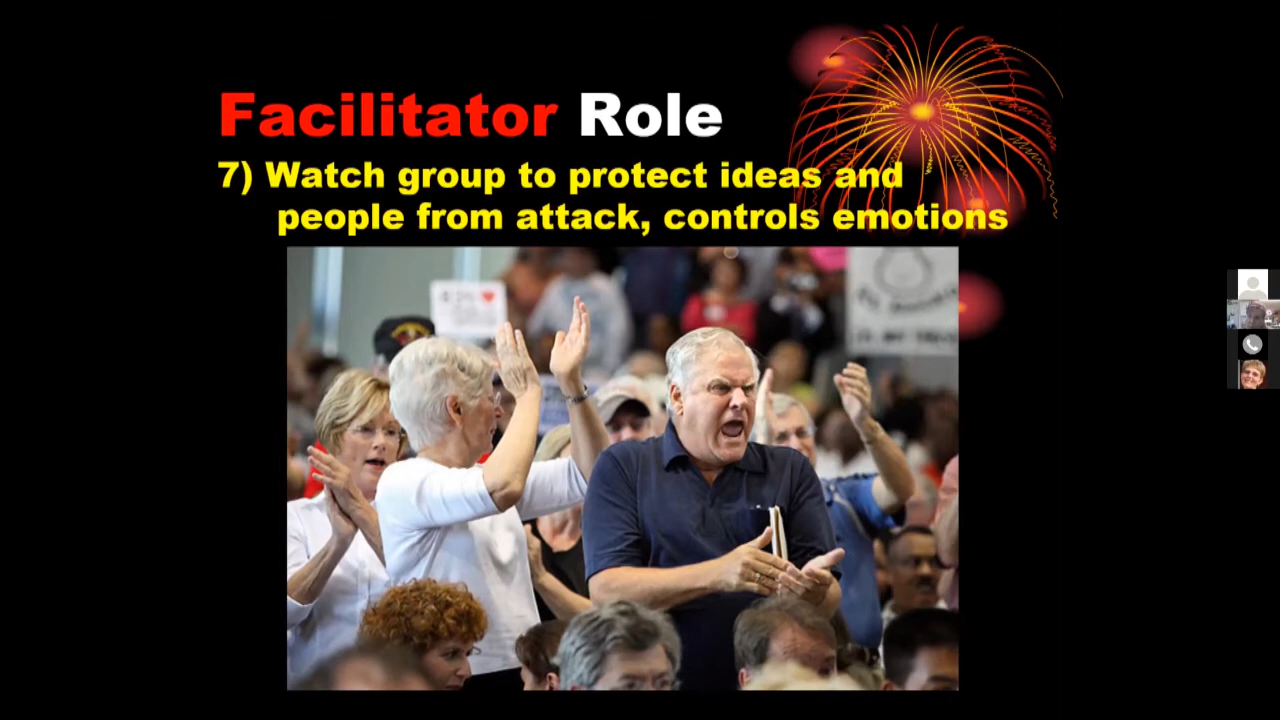 Facilitator Role
7) Watch group to protect ideas and
people from attack, controls emotions